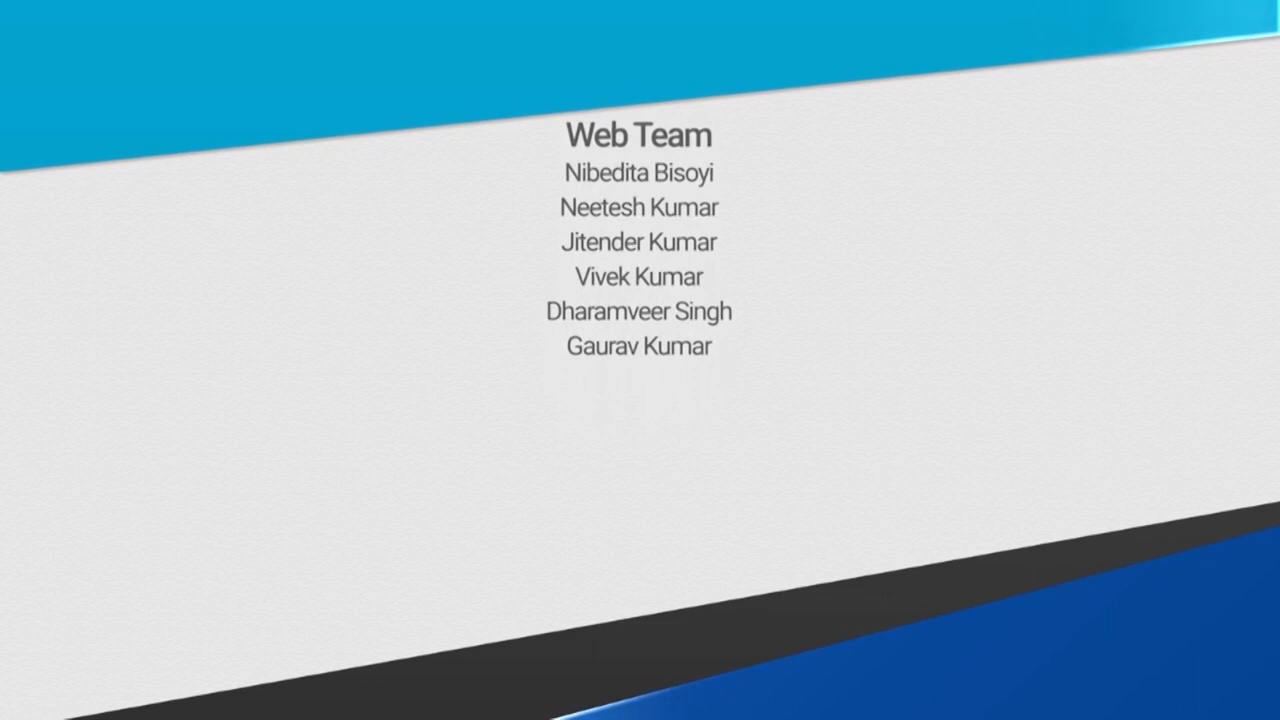 Web Team
Nibedita Bisoyi
Neetesh Kumar
Jitender Kumar
Vivek Kumar
Dharamveer Singh
Gaurav Kumar